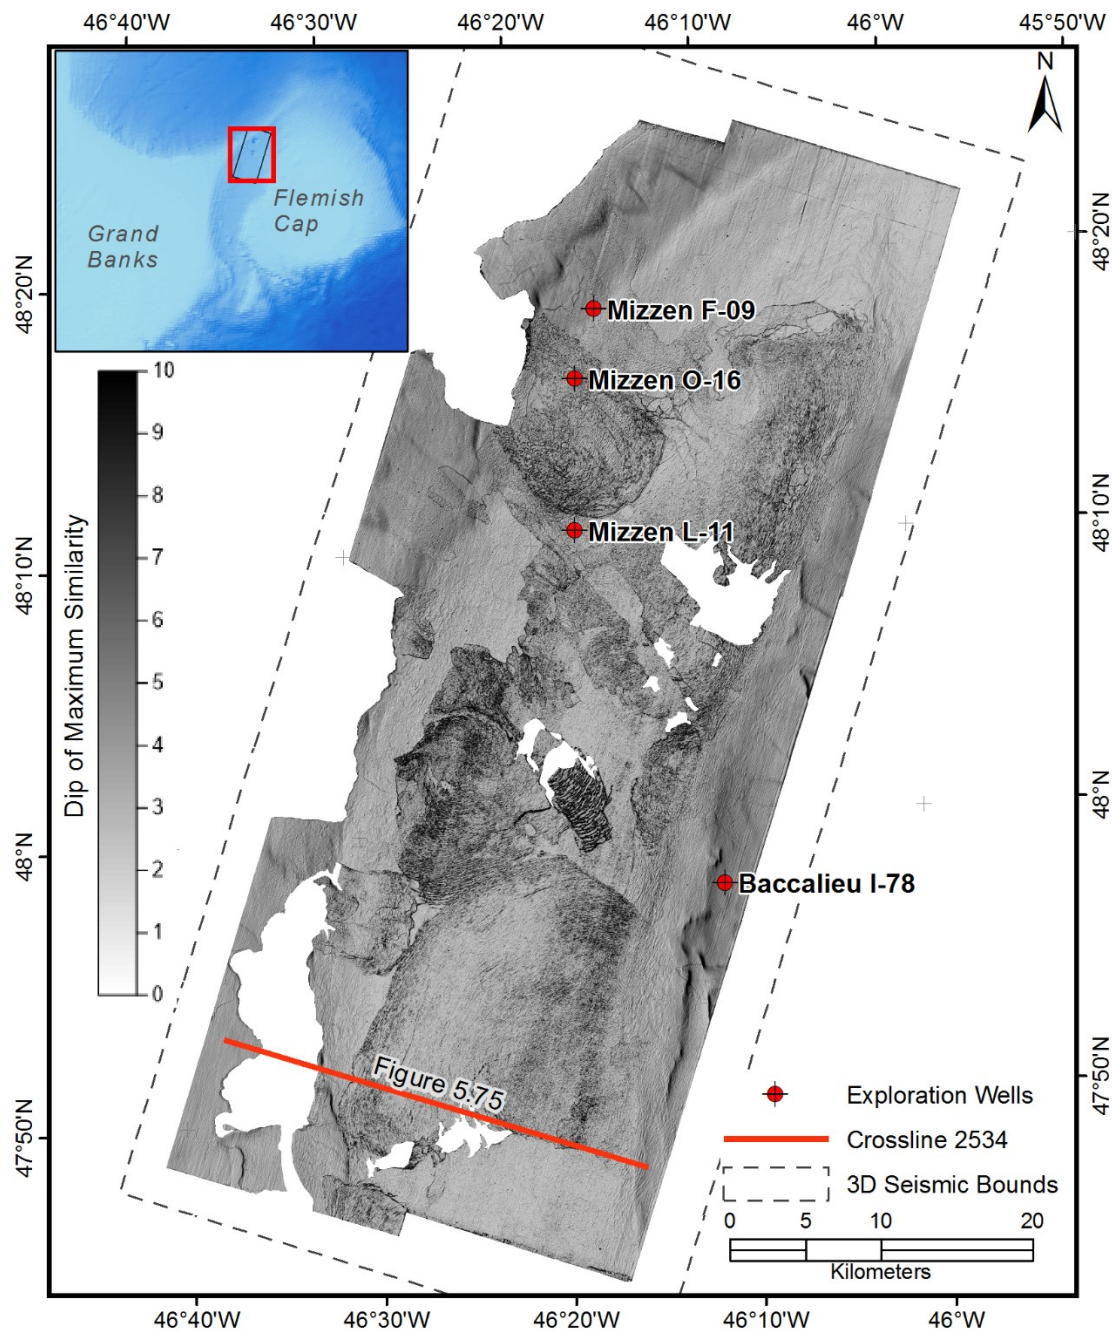 46°40'W 46°30'W 46°20'W 46°10'W 46°0'W 45°50'W
N
Flemish
Cap
Grand
Banks
48°20'N
48°20'N
Mizzen F-09
Mizzen O-16
10
9
8
7
6
5
4
3
2
1
0
Dip of Maximum Similarity
48°10'N
Mizzen L-11
48°10'N
48°N
48°N
Baccalieu I-78
47°50'N
Figure 5.75
47°50'N
Exploration Wells
Crossline 2534
3D Seismic Bounds
0 5 10 20
Kilometers
46°40'W 46°30'W 46°20'W 46°10'W 46°W